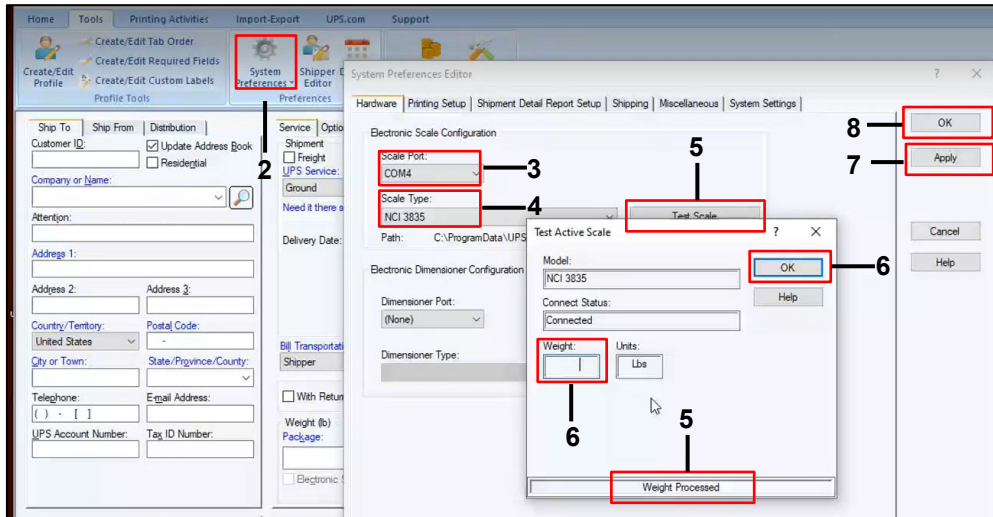 Home Tools Printing Activities Import-Export UPS.com Support
Create/Edit Profile
Create/Edit Tab Order
Create/Edit Required Fields
Create/Edit Custom Labels
Profile Tools
System Preferences
Shipper Editor
Preferences
2
Ship To Ship From Distribution
Customer ID:
Update Address Book
Residential
Company or Name:
Attention:
Address 1:
Address 2: Address 3:
Country/Territory: Postal Code:
United States -
City or Town: State/Province/County:
Telephone: E-mail Address:
( ) - [ ]
UPS Account Number: Tax ID Number:
Service
Shipment
Freight
UPS Service:
Ground
Need it there
Delivery Date:
Bill
Shipper
With
Weight (lb)
Package:
Electronic
System Preferences Editor ? X
Hardware Printing Setup Shipment Detail Report Setup Shipping Miscellaneous System Settings
Electronic Scale Configuration
Scale Port:
COM4
3
Scale Type:
NCI 3835
4
5
Test Scale
Path: C:\ProgramData\UPS
Electronic Dimensioner Configuration
Dimensioner Port:
(None)
Dimensioner Type:
8
OK
7
Apply
Cancel
Help
Test Active Scale ? X
Model:
NCI 3835
OK
6
Help
Connect Status:
Connected
Weight: Units:
Lbs
6
5
Weight Processed